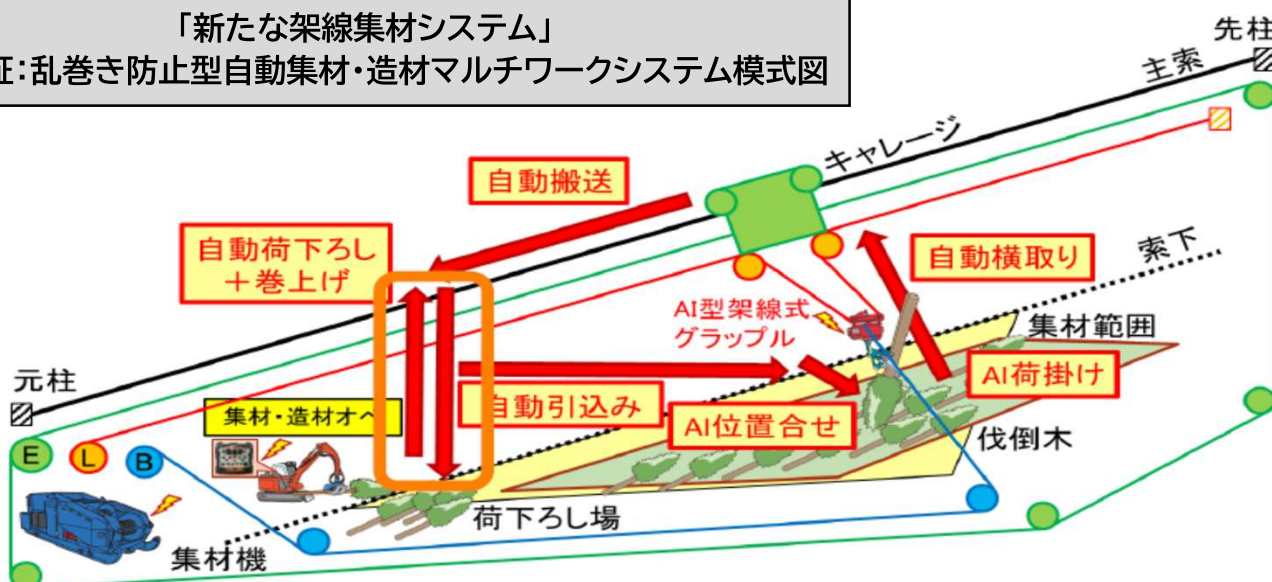 「新たな架線集材システム」
証：乱巻き防止型自動集材・造材マルチワークシステム模式図
先柱
主索
キャレージ
自動搬送
自動荷下ろし
＋巻上げ
自動横取り
索下
AI型架線式
グラップル
集材範囲
元柱
AI荷掛け
集材・造材オペ
自動引込み
AI位置合せ
伐倒木
E
L
B
荷下ろし場
集材機